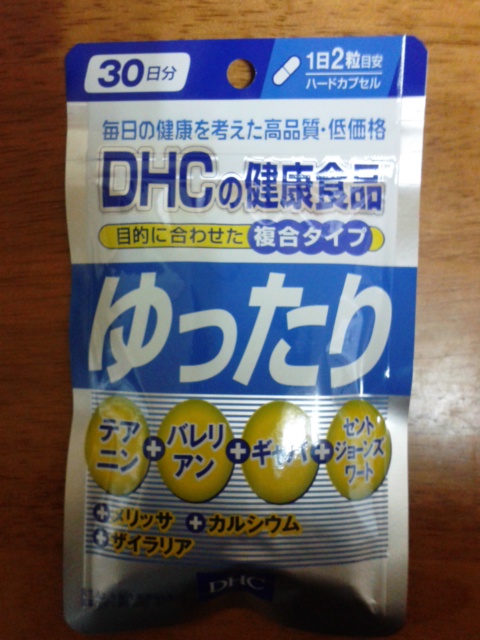 30日分
1日2粒目安
ハードカプセル
毎日の健康を考えた高品質・低価格
DHCの健康食品
目的に合わせた 複合タイプ
ゆったり
テアニン + バレリアン + ギャバ + セントジョーンズワート
+メリッサ +カルシウム
+ザイラリア
DHC